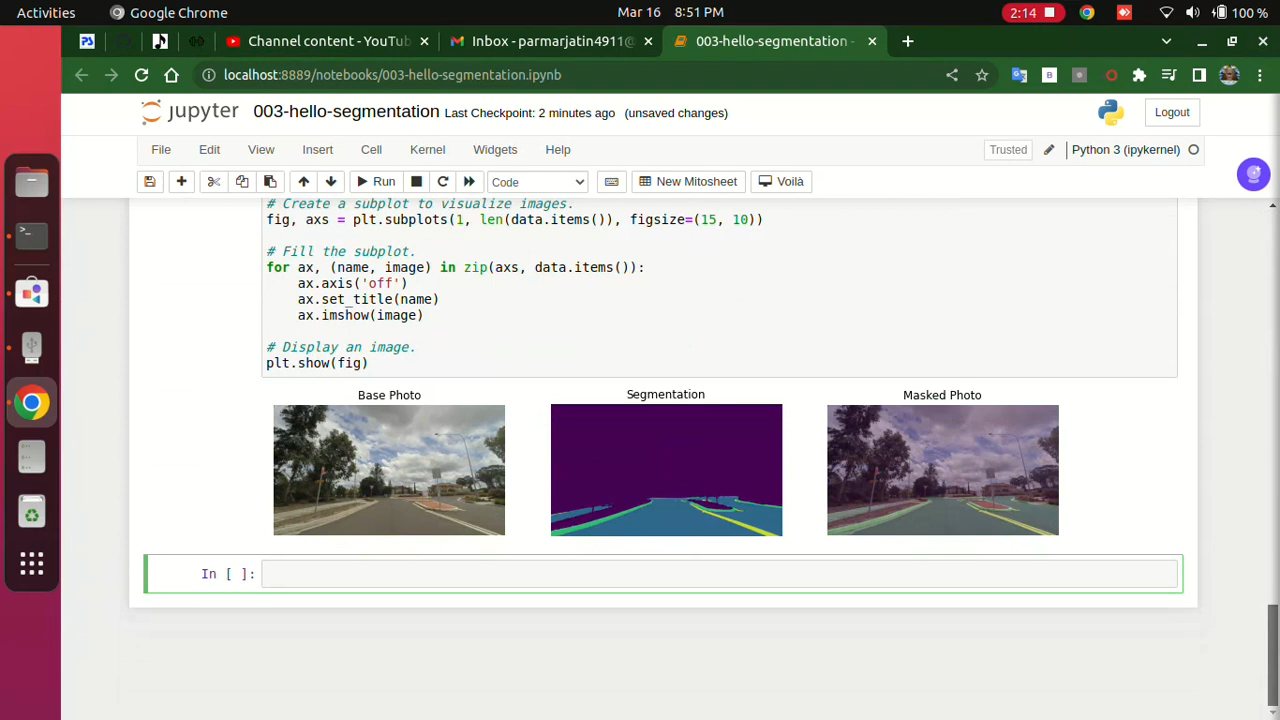 Activities Google Chrome Mar 16 8:51 PM 2:14 100 %
Channel content - YouTub Inbox - parmarjatin4911@ 003-hello-segmentation -
localhost:8889/notebooks/003-hello-segmentation.ipynb
jupyter 003-hello-segmentation Last Checkpoint: 2 minutes ago (unsaved changes) Logout
File Edit View Insert Cell Kernel Widgets Help Trusted Python 3 (ipykernel)
Run Code New Mitosheet Voilà
# Create a subplot to visualize images.
fig, axs = plt.subplots(1, len(data.items()), figsize=(15, 10))
# Fill the subplot.
for ax, (name, image) in zip(axs, data.items()):
ax.axis('off')
ax.set_title(name)
ax.imshow(image)
# Display an image.
plt.show(fig)
Base Photo Segmentation Masked Photo
In [ ]: